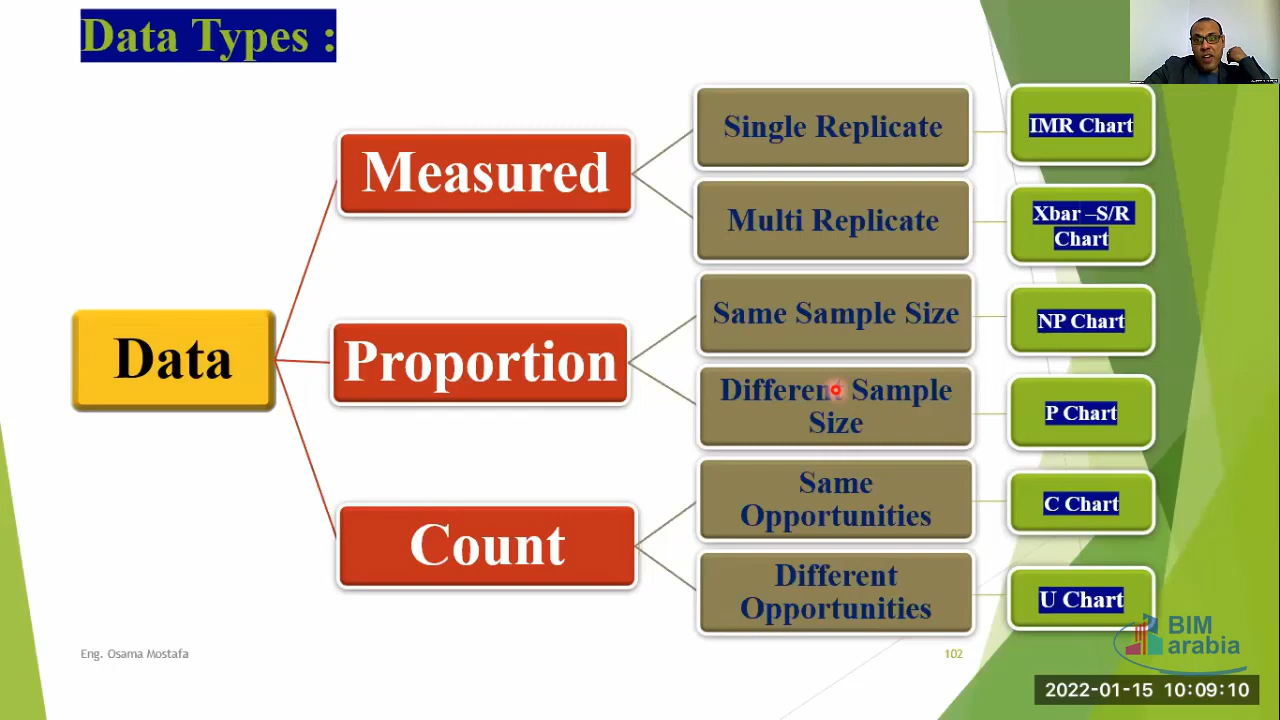 Data Types :
Data
Measured
Proportion
Count
Single Replicate
Multi Replicate
Same Sample Size
Different Sample
Size
Same
Opportunities
Different
Opportunities
IMR Chart
Xbar –S/R
Chart
NP Chart
P Chart
C Chart
U Chart
Eng. Osama Mostafa
102
BIM
arabia
2022-01-15 10:09:10